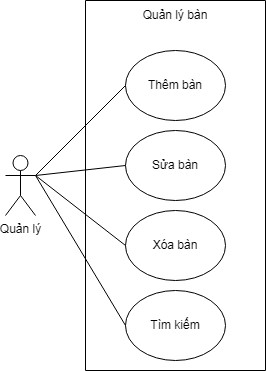 Quản lý bàn
Thêm bàn
Sửa bàn
Quản lý
Xóa bàn
Tìm kiếm